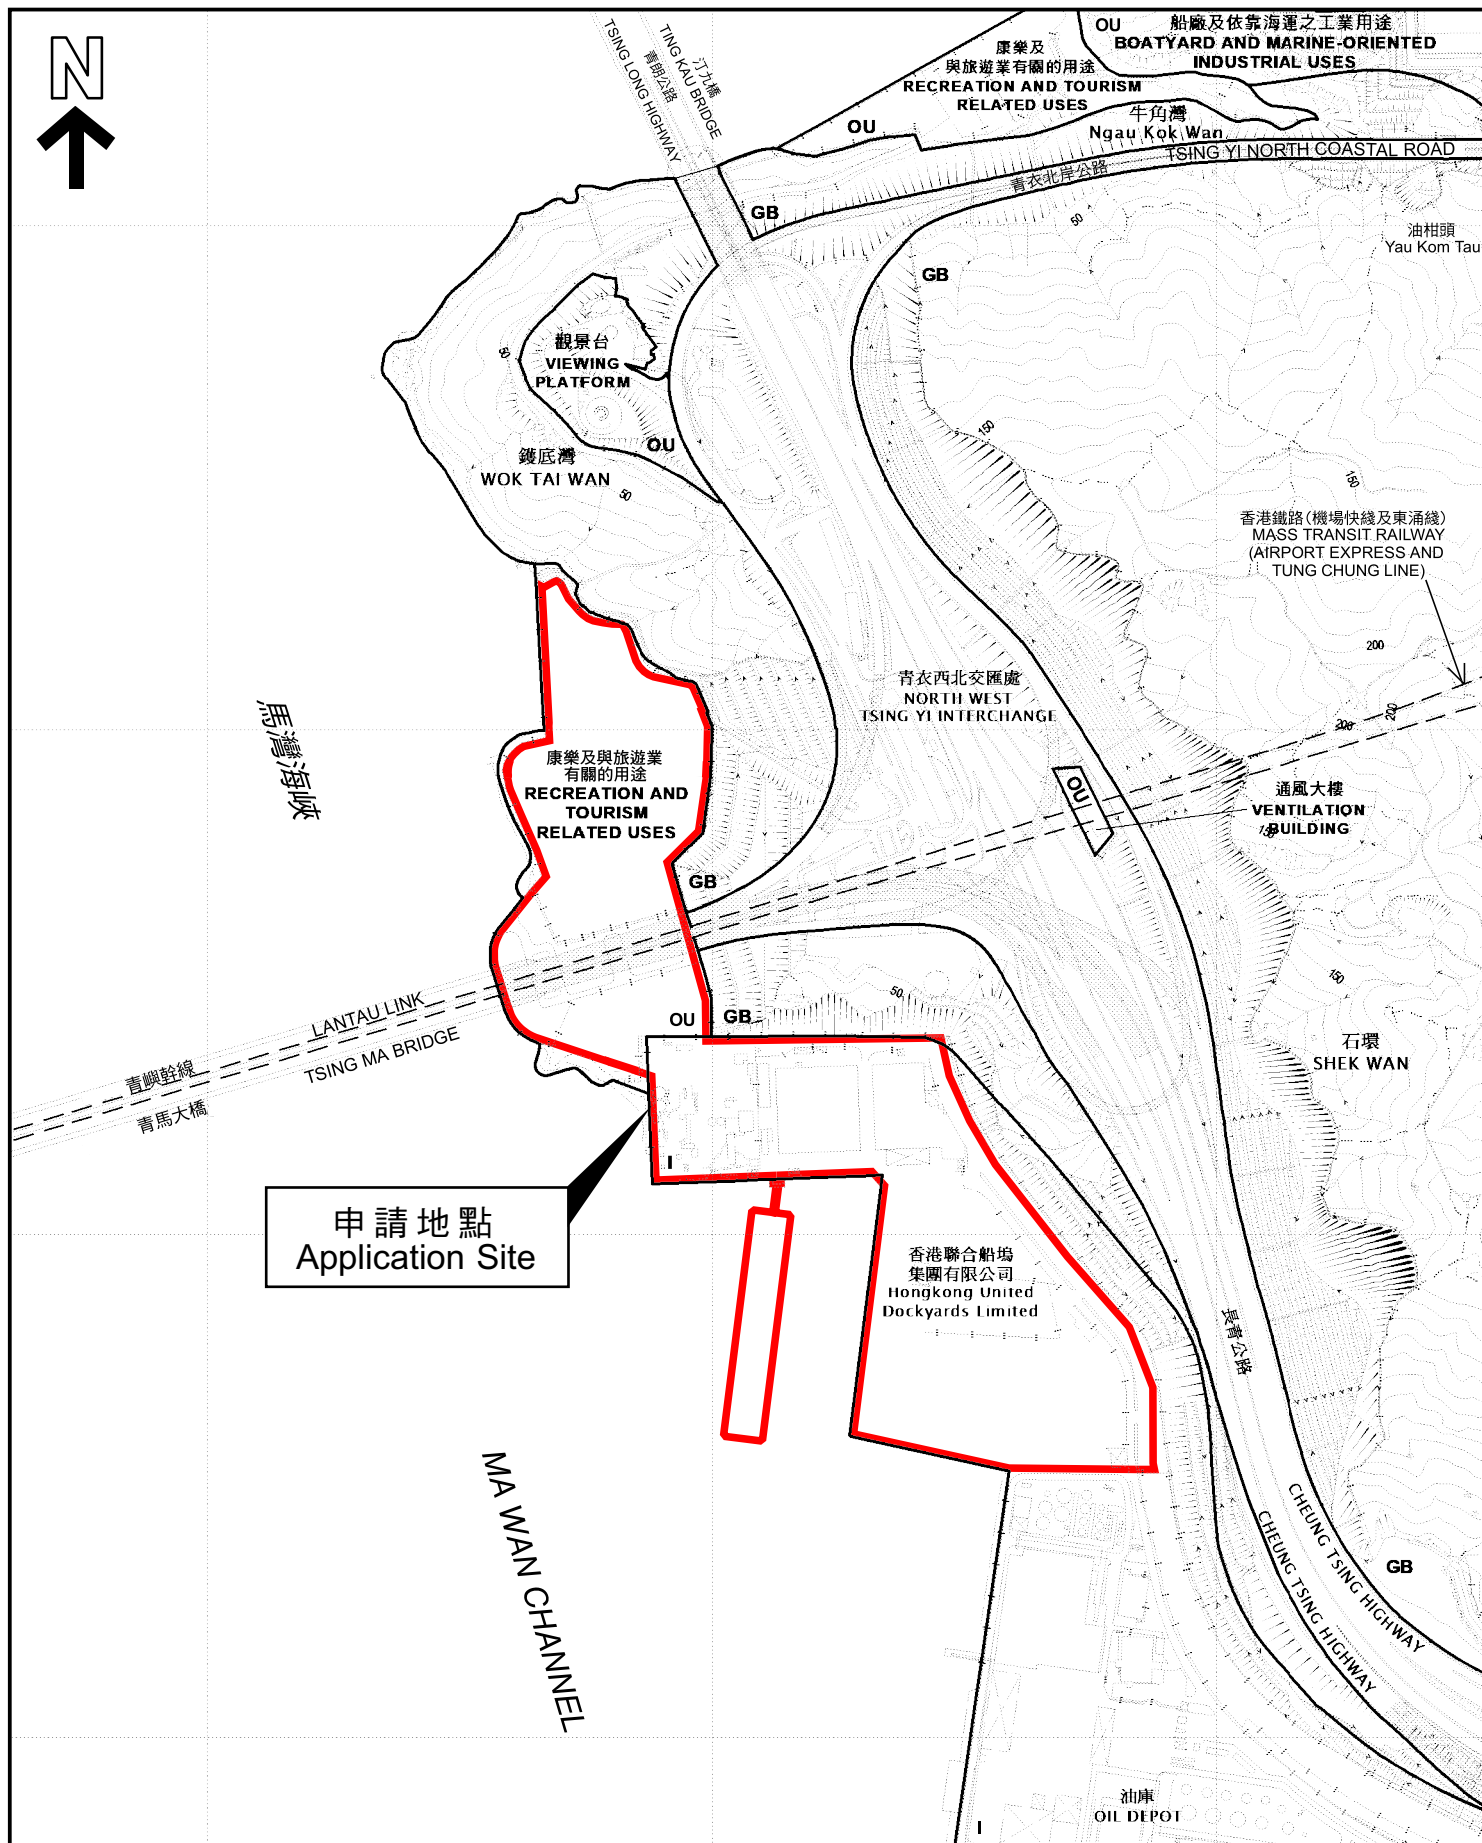 N
TSING LONG HIGHWAY
青朗公路
TING KAU BRIDGE
汀九橋
康樂及
與旅遊業有關的用途
RECREATION AND TOURISM
RELATED USES
OU
OU
船廠及依靠海運之工業用途
BOATYARD AND MARINE-ORIENTED
INDUSTRIAL USES
牛角灣
Ngau Kok Wan
TSING YI NORTH COASTAL ROAD
青衣北岸公路
GB
50
油柑頭
Yau Kom Tau
GB
觀景台
VIEWING
PLATFORM
50
OU
鑊底灣
WOK TAI WAN
50
150
150
香港鐵路(機場快綫及東涌綫)
MASS TRANSIT RAILWAY
(AIRPORT EXPRESS AND
TUNG CHUNG LINE)
200
青衣西北交匯處
NORTH WEST
TSING YI INTERCHANGE
200
200
馬灣海峽
康樂及與旅遊業
有關的用途
RECREATION AND
TOURISM
RELATED USES
OU
通風大樓
VENTILATION
BUILDING
150
GB
150
50
LANTAU LINK
TSING MA BRIDGE
青嶼幹線
青馬大橋
OU
GB
石環
SHEK WAN
I
申請地點
Application Site
香港聯合船塢
集團有限公司
Hongkong United
Dockyards Limited
長青公路
MA WAN CHANNEL
CHEUNG TSING HIGHWAY
CHEUNG TSING HIGHWAY
GB
油庫
OIL DEPOT
I